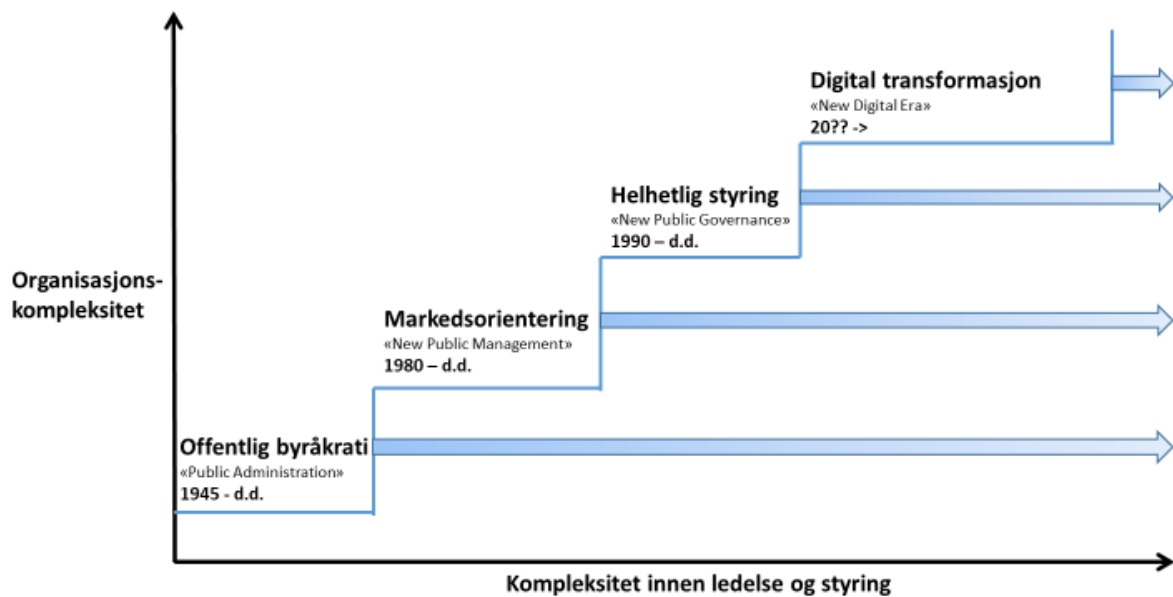 Digital transformasjon
«New Digital Era»
20?? ->
Helhetlig styring
«New Public Governance»
1990 – d.d.
Organisasjons-
kompleksitet
Markedsorientering
«New Public Management»
1980 – d.d.
Offentlig byråkrati
«Public Administration»
1945 - d.d.
Kompleksitet innen ledelse og styring